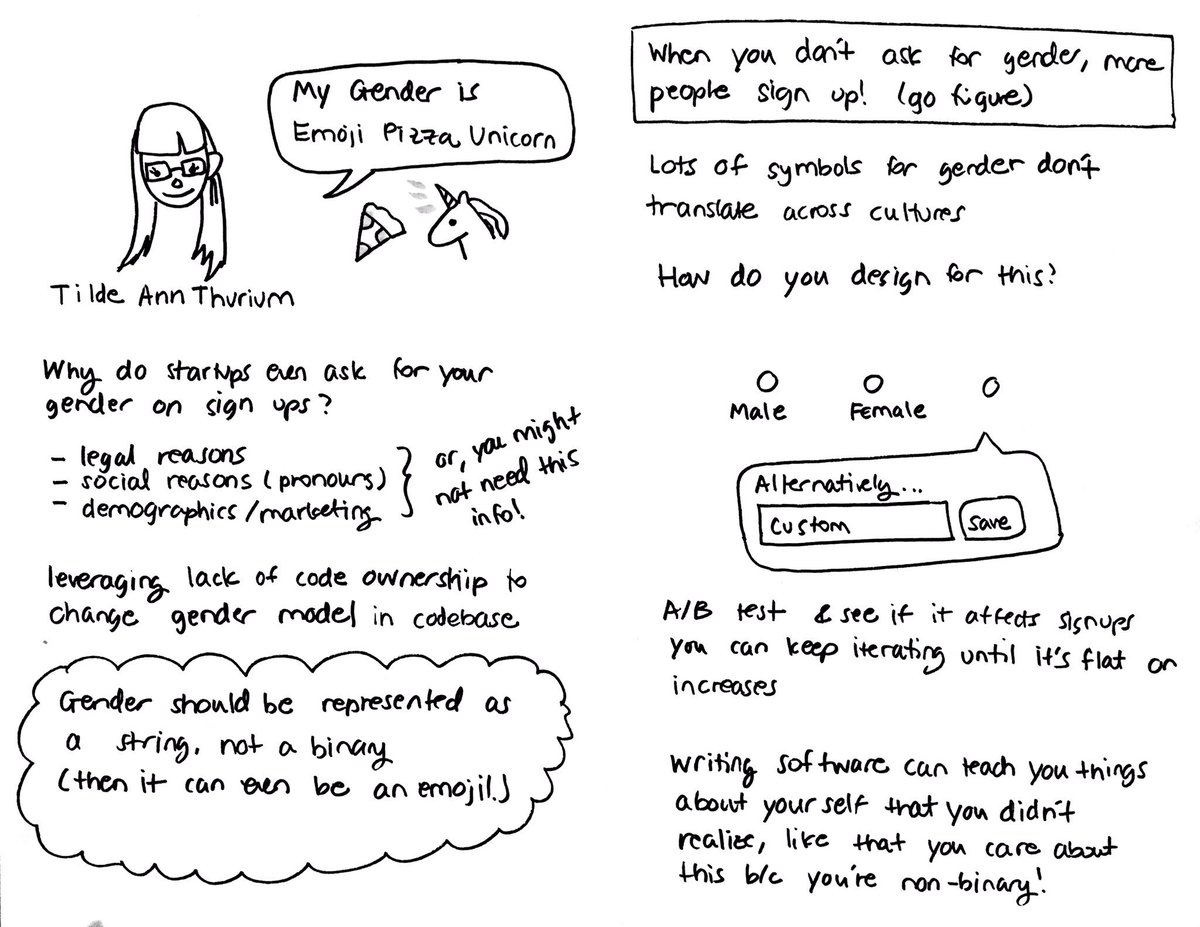 My Gender is
Emoji Pizza Unicorn
Tilde Ann Thurium
Why do startups even ask for your
gender on sign ups?
- legal reasons
- social reasons (pronouns)
- demographics/marketing
or, you might
not need this
info!
leveraging lack of code ownership to
change gender model in codebase
Gender should be represented as
a string, not a binary
(then it can even be an emoji!)
When you don't ask for gender, more
people sign up! (go figure)
Lots of symbols for gender don't
translate across cultures
How do you design for this?
Male Female
Alternatively...
Custom save
A/B test & see if it affects signups
you can keep iterating until it's flat or
increases
Writing software can teach you things
about yourself that you didn't
realize, like that you care about
this b/c you're non-binary!